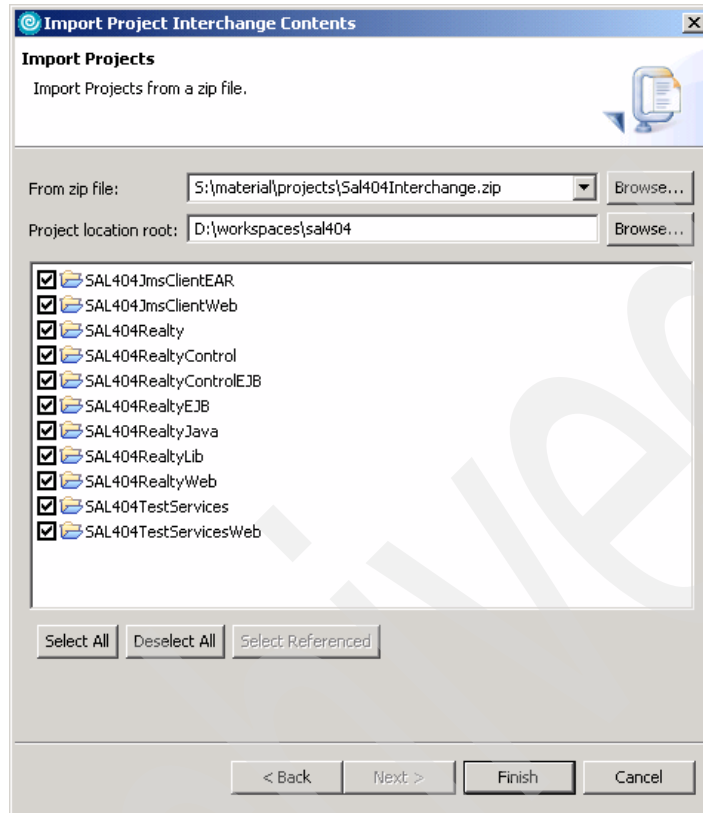 Import Project Interchange Contents
Import Projects
Import Projects from a zip file.
From zip file: S:\material\projects\Sal404Interchange.zip Browse...
Project location root: D:\workspaces\sal404 Browse...
SAL404JmsClientEAR
SAL404JmsClientWeb
SAL404Realty
SAL404RealtyControl
SAL404RealtyControlEJB
SAL404RealtyEJB
SAL404RealtyJava
SAL404RealtyLib
SAL404RealtyWeb
SAL404TestServices
SAL404TestServicesWeb
Select All Deselect All Select Referenced
< Back Next > Finish Cancel